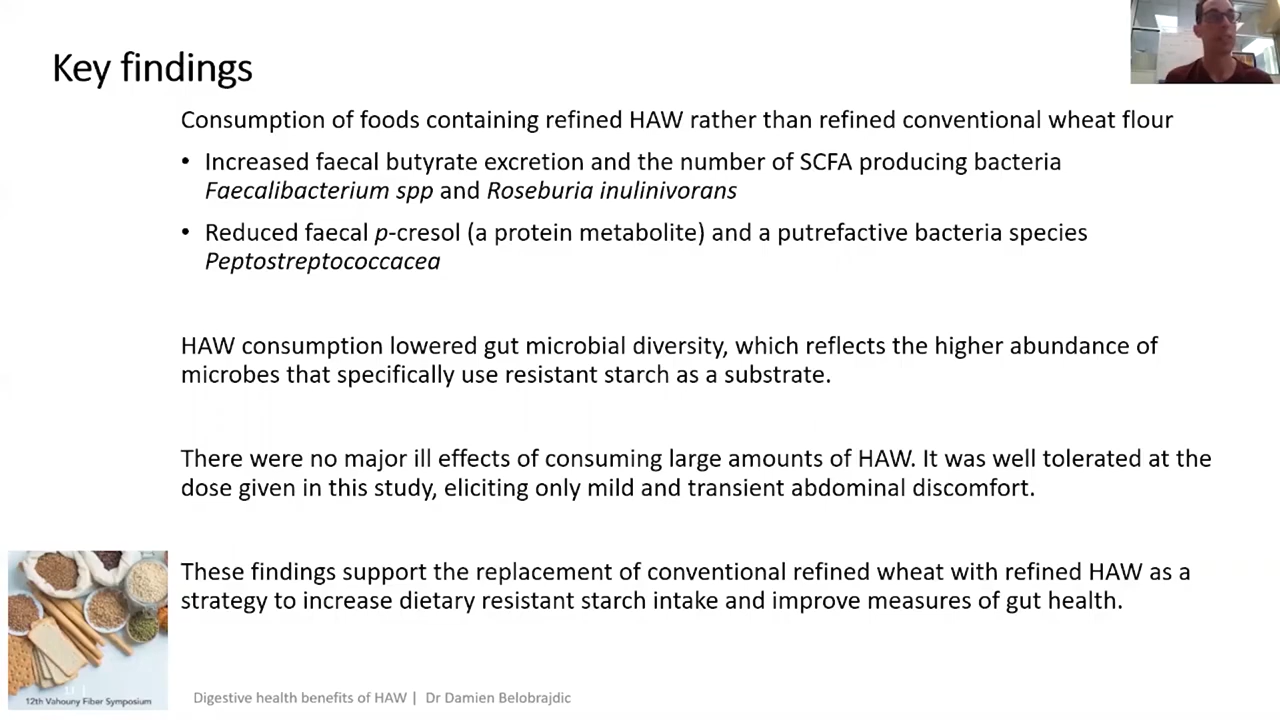 Key findings
Consumption of foods containing refined HAW rather than refined conventional wheat flour
• Increased faecal butyrate excretion and the number of SCFA producing bacteria
Faecalibacterium spp and Roseburia inulinivorans
• Reduced faecal p-cresol (a protein metabolite) and a putrefactive bacteria species
Peptostreptococcacea
HAW consumption lowered gut microbial diversity, which reflects the higher abundance of
microbes that specifically use resistant starch as a substrate.
There were no major ill effects of consuming large amounts of HAW. It was well tolerated at the
dose given in this study, eliciting only mild and transient abdominal discomfort.
These findings support the replacement of conventional refined wheat with refined HAW as a
strategy to increase dietary resistant starch intake and improve measures of gut health.
11 |
12th Vahouny Fiber Symposium
Digestive health benefits of HAW | Dr Damien Belobrajdic